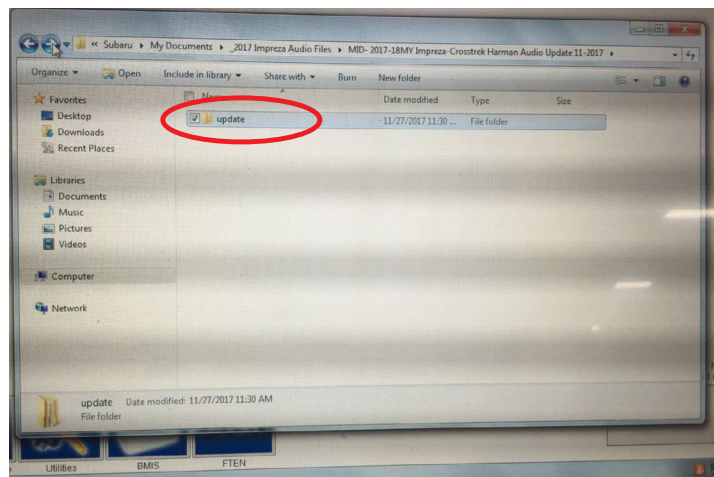 « Subaru ▸ My Documents ▸ _2017 Impreza Audio Files ▸ MID- 2017-18MY Impreza-Crosstrek Harman Audio Update 11-2017 ▸
Organize Open Include in library Share with Burn New folder
Favorites
Desktop
Downloads
Recent Places
Libraries
Documents
Music
Pictures
Videos
Computer
Network
Name Date modified Type Size
update 11/27/2017 11:30 ... File folder
update Date modified: 11/27/2017 11:30 AM
File folder
Utilities BMIS FTEN